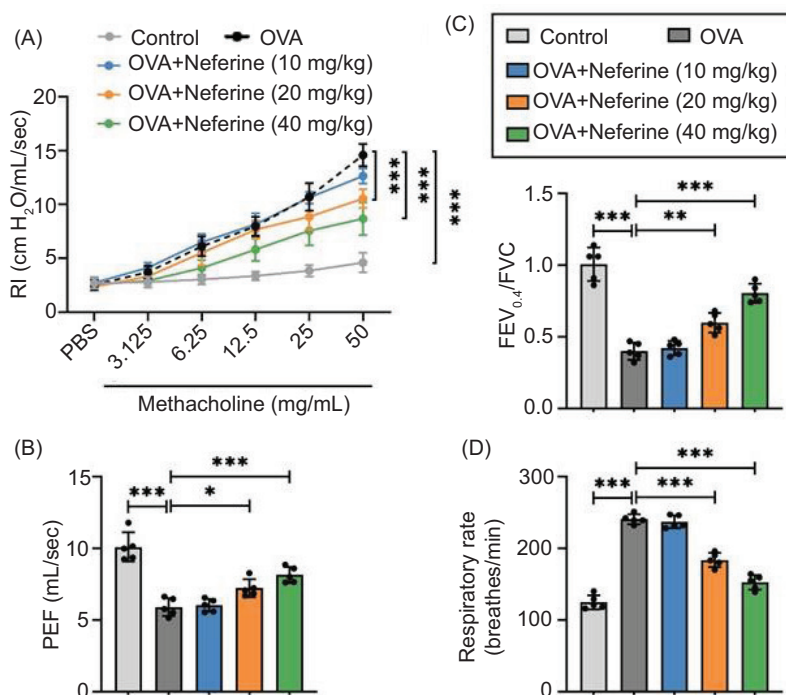 (A)
Control
OVA
OVA+Neferine (10 mg/kg)
OVA+Neferine (20 mg/kg)
OVA+Neferine (40 mg/kg)
RI (cm H₂O/mL/sec)
20
15
10
5
0
***
***
***
PBS
3.125
6.25
12.5
25
50
Methacholine (mg/mL)
(B)
PEF (mL/sec)
15
10
5
0
***
*
***
(C)
Control
OVA
OVA+Neferine (10 mg/kg)
OVA+Neferine (20 mg/kg)
OVA+Neferine (40 mg/kg)
FEV₀.₄/FVC
1.5
1.0
0.5
0.0
***
***
**
(D)
Respiratory rate
(breathes/min)
300
200
100
0
***
***
***